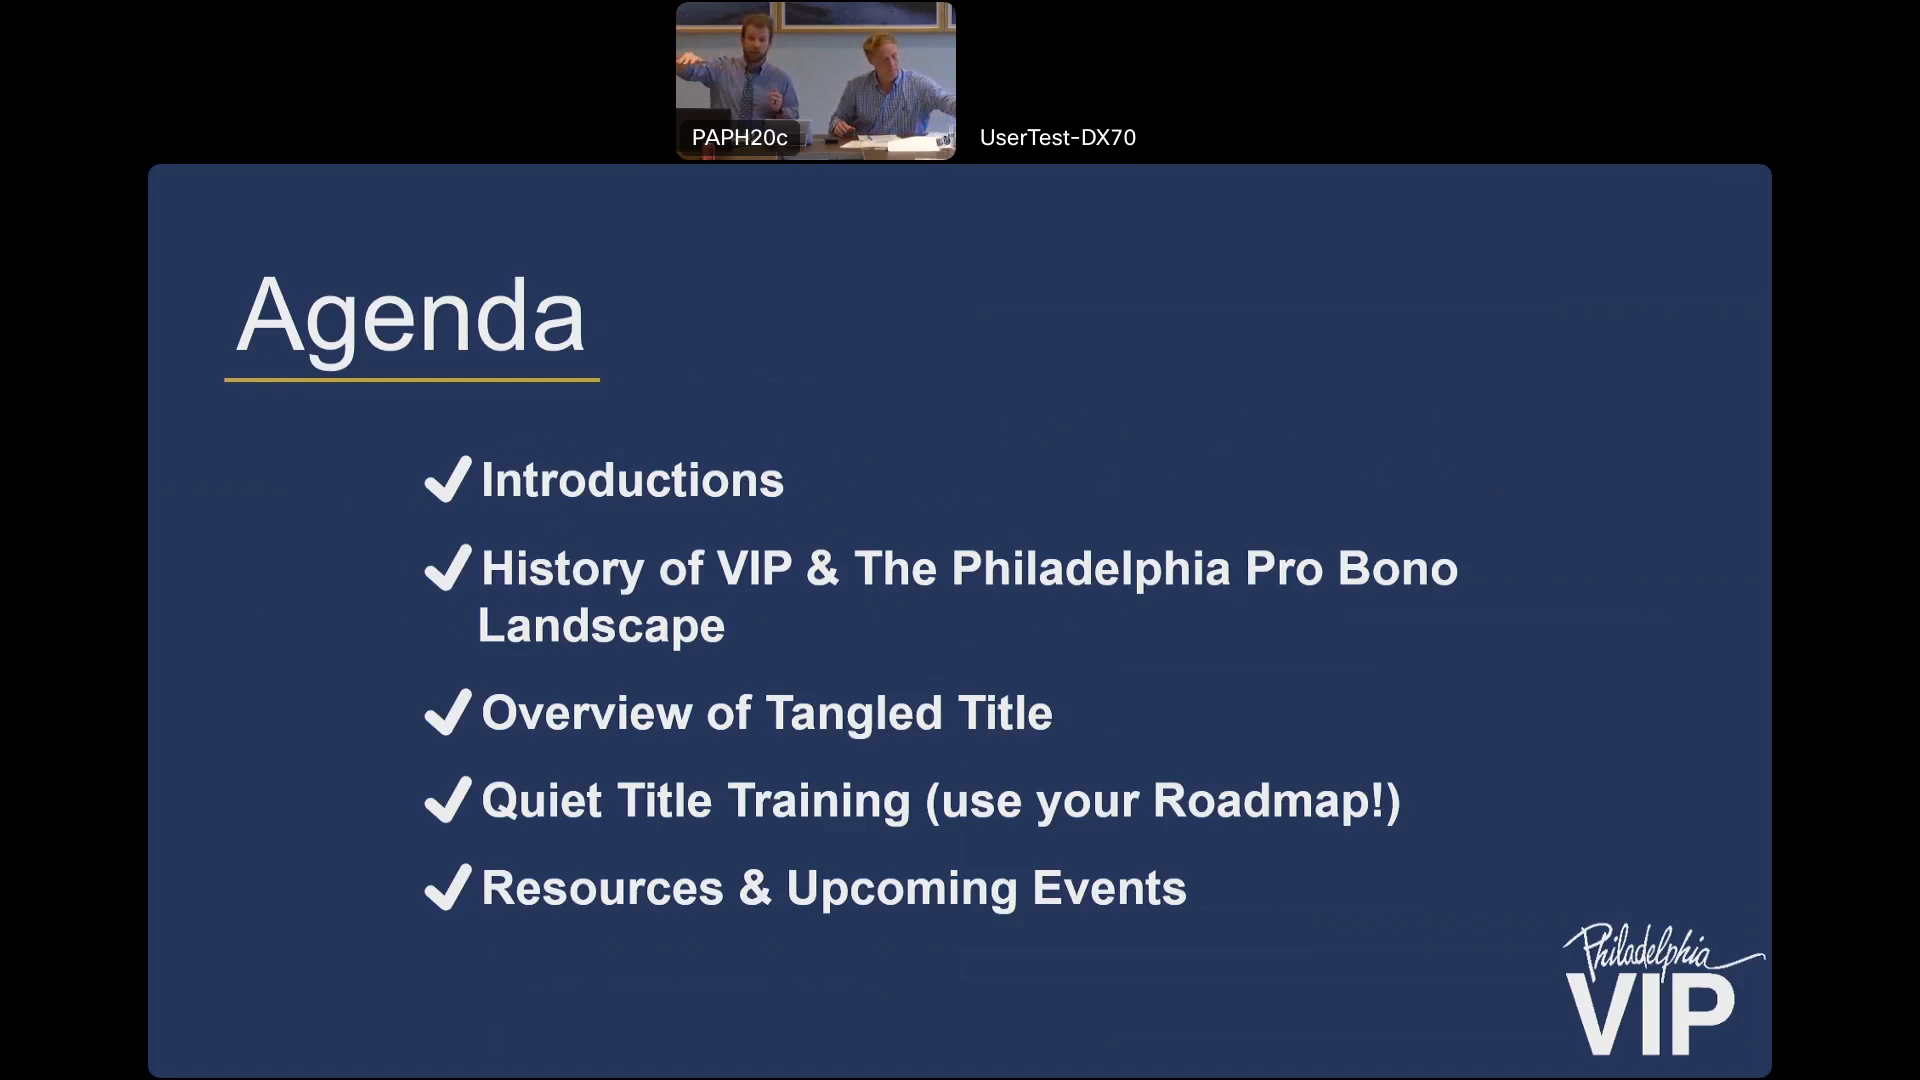 PAPH20c
UserTest-DX70
Agenda
Introductions
History of VIP & The Philadelphia Pro Bono
Landscape
Overview of Tangled Title
Quiet Title Training (use your Roadmap!)
Resources & Upcoming Events
Philadelphia
VIP